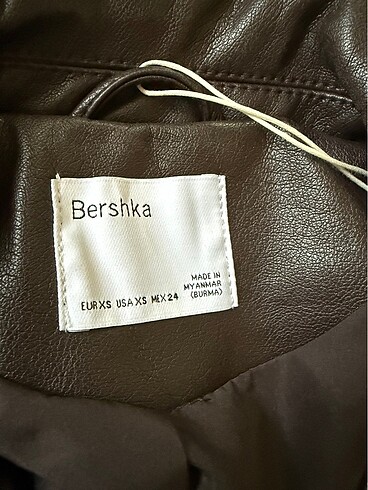 Bershka
MADE IN
MYANMAR
(BURMA)
EUR XS USA XS MEX 24